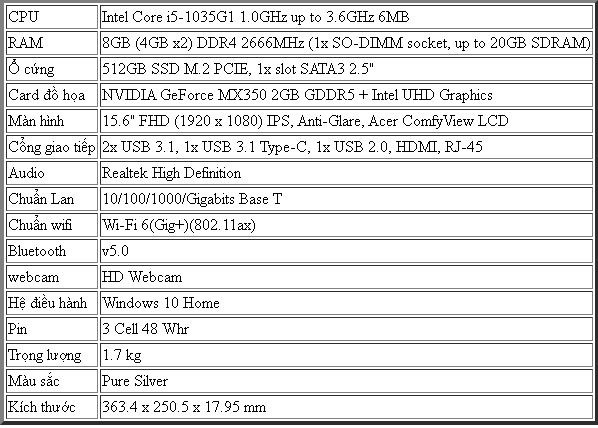 CPU Intel Core i5-1035G1 1.0GHz up to 3.6GHz 6MB
RAM 8GB (4GB x2) DDR4 2666MHz (1x SO-DIMM socket, up to 20GB SDRAM)
Ổ cứng 512GB SSD M.2 PCIE, 1x slot SATA3 2.5"
Card đồ họa NVIDIA GeForce MX350 2GB GDDR5 + Intel UHD Graphics
Màn hình 15.6" FHD (1920 x 1080) IPS, Anti-Glare, Acer ComfyView LCD
Cổng giao tiếp 2x USB 3.1, 1x USB 3.1 Type-C, 1x USB 2.0, HDMI, RJ-45
Audio Realtek High Definition
Chuẩn Lan 10/100/1000/Gigabits Base T
Chuẩn wifi Wi-Fi 6(Gig+)(802.11ax)
Bluetooth v5.0
webcam HD Webcam
Hệ điều hành Windows 10 Home
Pin 3 Cell 48 Whr
Trọng lượng 1.7 kg
Màu sắc Pure Silver
Kích thước 363.4 x 250.5 x 17.95 mm